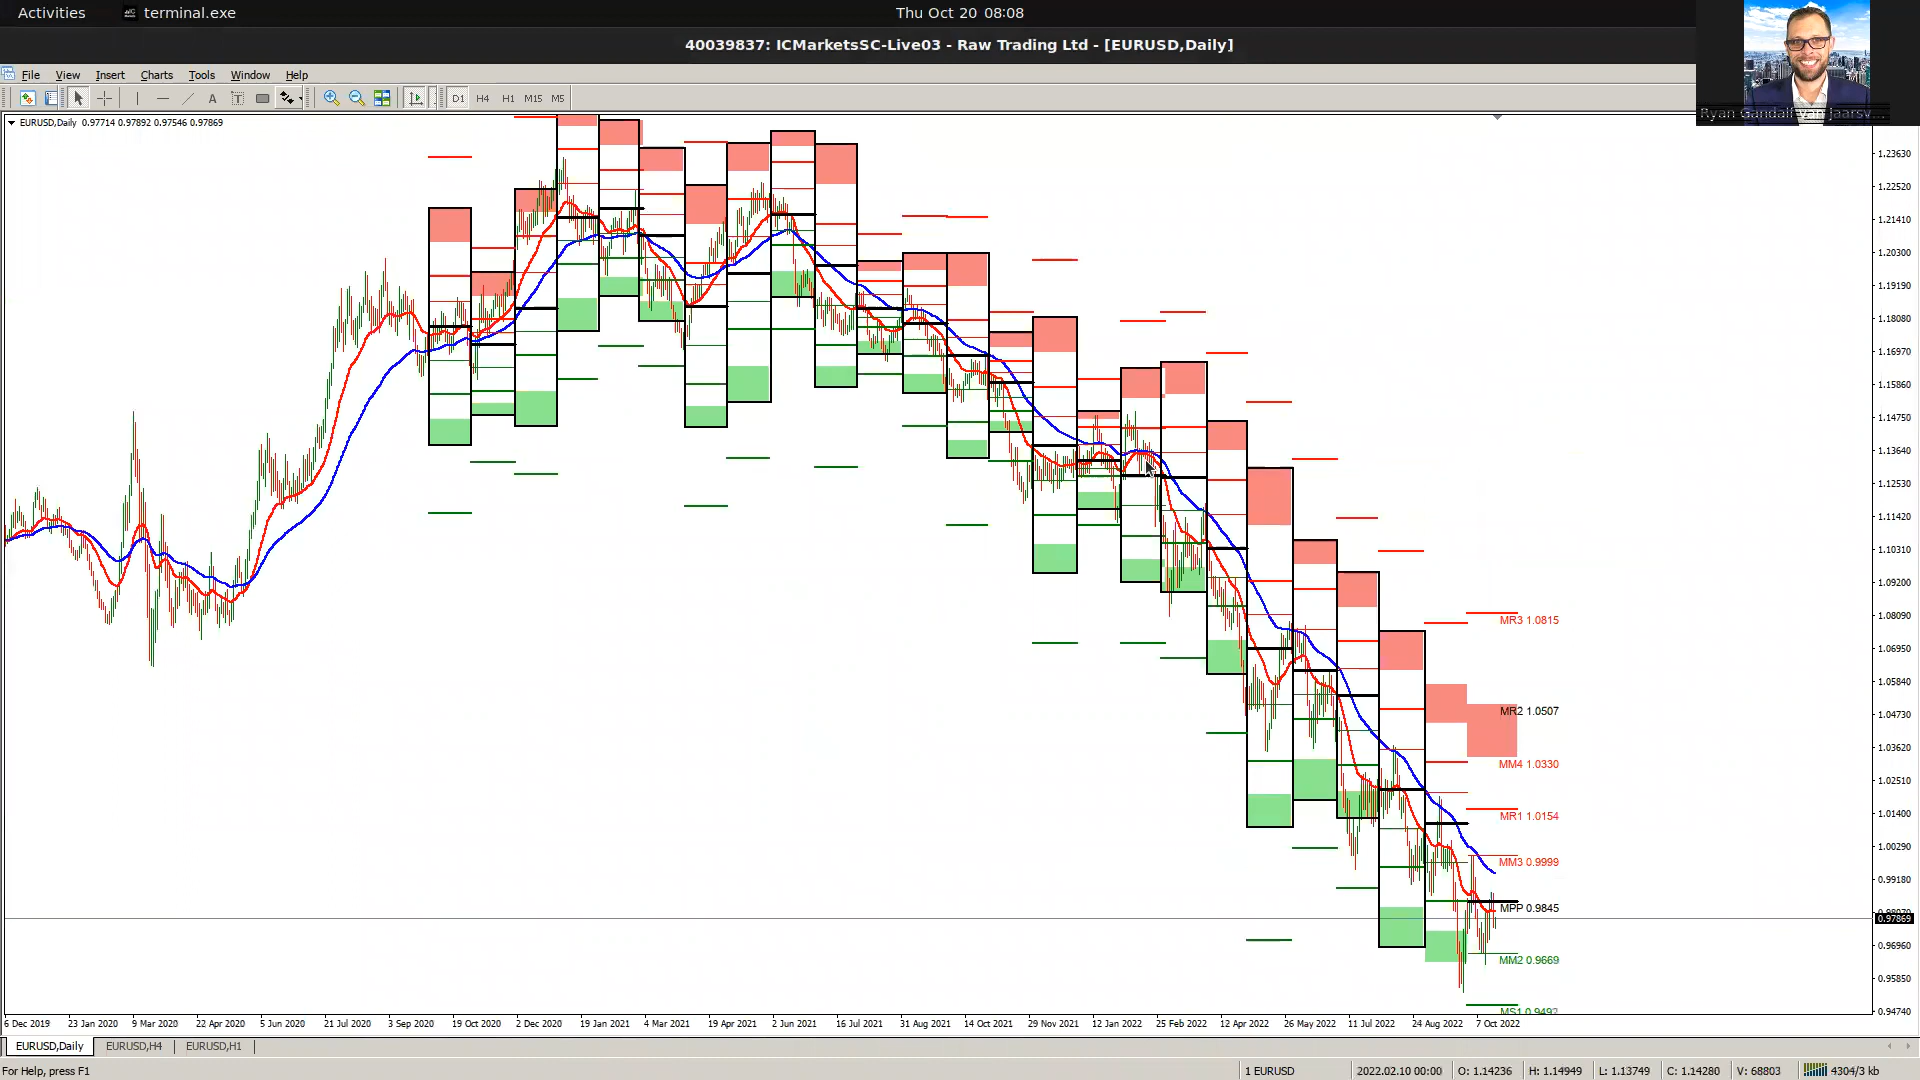 Activities
terminal.exe
Thu Oct 20 08:08
40039837: ICMarketsSC-Live03 - Raw Trading Ltd - [EURUSD,Daily]
File View Insert Charts Tools Window Help
A T D1 H4 H1 M15 M5
EURUSD,Daily 0.97714 0.97892 0.97546 0.97869
1.23630
1.22520
1.21410
1.20300
1.19190
1.18080
1.16970
1.15860
1.14750
1.13640
1.12530
1.11420
1.10310
1.09200
1.08090
1.06950
1.05840
1.04730
1.03620
1.02510
1.01400
1.00290
0.99180
0.97869
0.96960
0.95850
0.94740
MR3 1.0815
MR2 1.0507
MM4 1.0330
MR1 1.0154
MM3 0.9999
MPP 0.9845
MM2 0.9669
MS1 0.9492
6 Dec 2019 23 Jan 2020 9 Mar 2020 22 Apr 2020 5 Jun 2020 21 Jul 2020 3 Sep 2020 19 Oct 2020 2 Dec 2020 19 Jan 2021 4 Mar 2021 19 Apr 2021 2 Jun 2021 16 Jul 2021 31 Aug 2021 14 Oct 2021 29 Nov 2021 12 Jan 2022 25 Feb 2022 12 Apr 2022 26 May 2022 11 Jul 2022 24 Aug 2022 7 Oct 2022
EURUSD,Daily EURUSD,H4 EURUSD,H1
For Help, press F1
1 EURUSD
2022.02.10 00:00 O: 1.14236 H: 1.14949 L: 1.13749 C: 1.14280 V: 68803 4304/3 kb